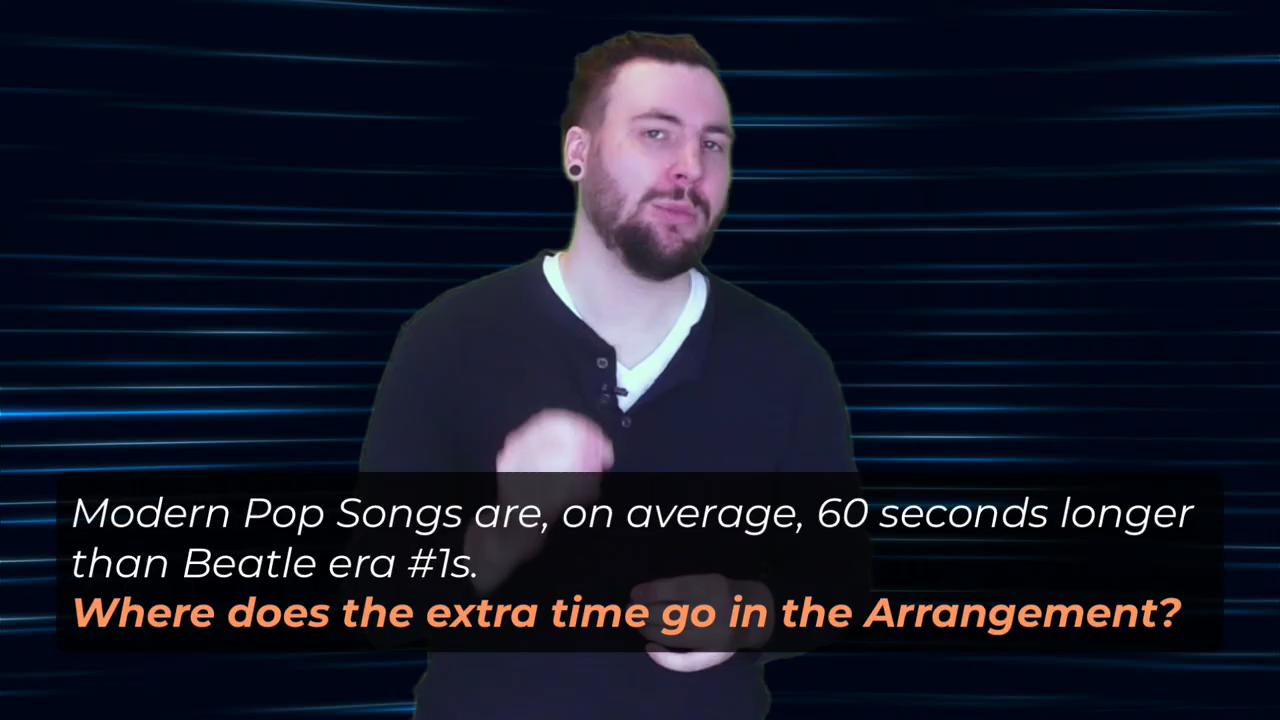 Modern Pop Songs are, on average, 60 seconds longer
than Beatle era #1s.
Where does the extra time go in the Arrangement?